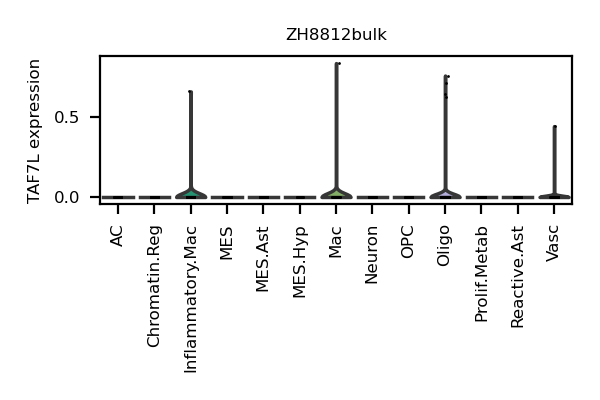 ZH8812bulk
TAF7L expression
0.5
0.0
AC
Chromatin.Reg
Inflammatory.Mac
MES
MES.Ast
MES.Hyp
Mac
Neuron
OPC
Oligo
Prolif.Metab
Reactive.Ast
Vasc